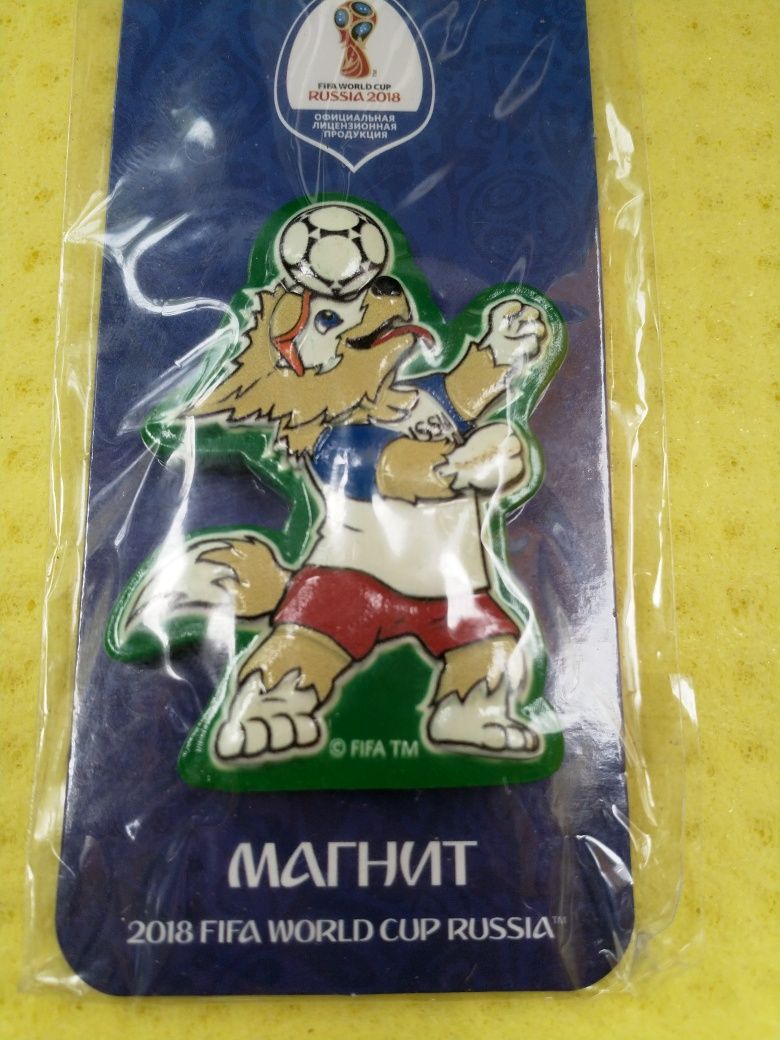 FIFA WORLD CUP
RUSSIA 2018
ОФИЦИАЛЬНАЯ
ЛИЦЕНЗИОННАЯ
ПРОДУКЦИЯ
© FIFA TM
МАГНИТ
2018 FIFA WORLD CUP RUSSIA™